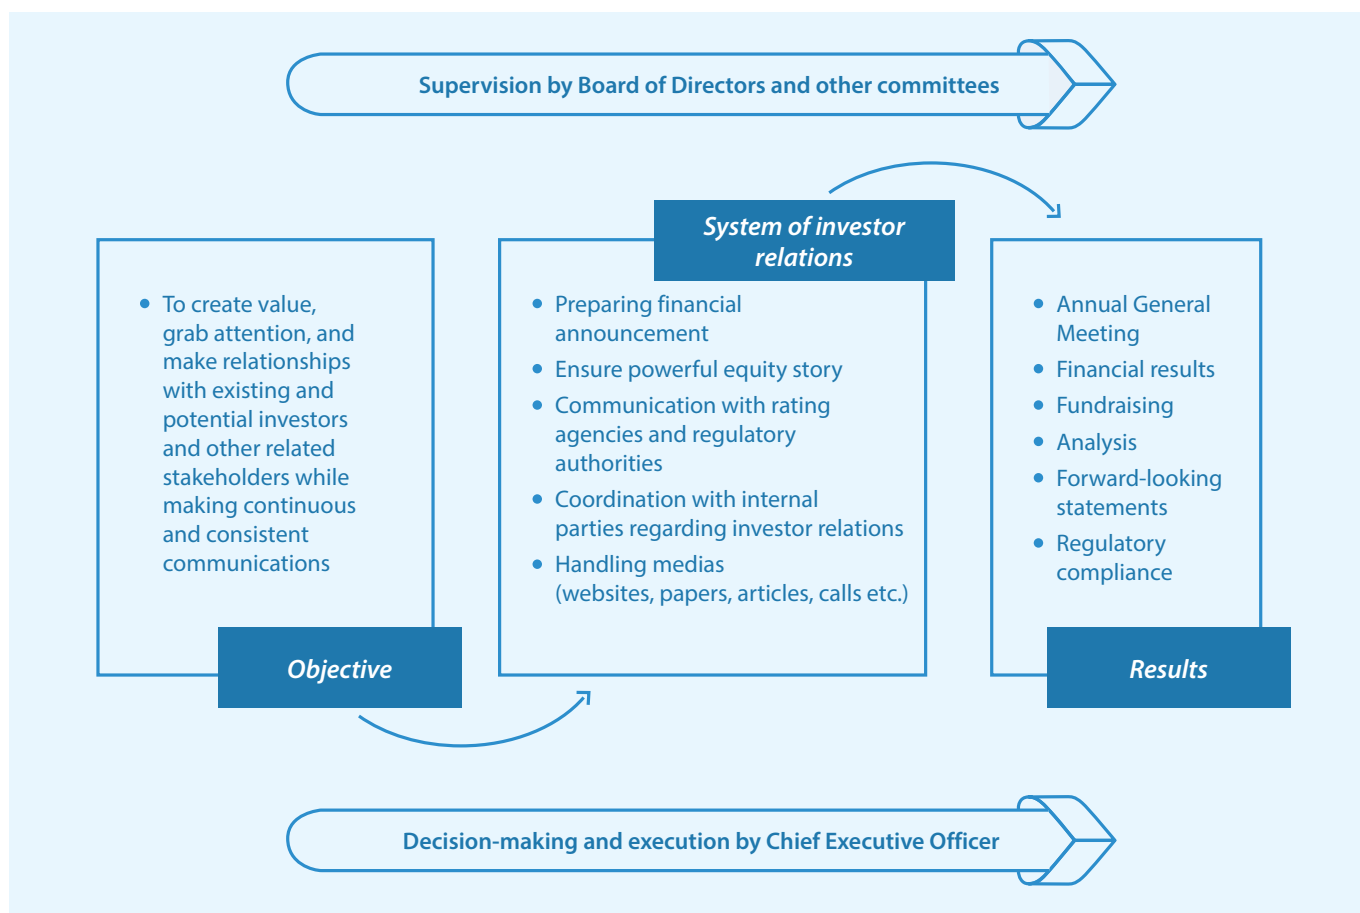 Supervision by Board of Directors and other committees
To create value,
grab attention, and
make relationships
with existing and
potential investors
and other related
stakeholders while
making continuous
and consistent
communications
Objective
System of investor
relations
Preparing financial
announcement
Ensure powerful equity story
Communication with rating
agencies and regulatory
authorities
Coordination with internal
parties regarding investor relations
Handling medias
(websites, papers, articles, calls etc.)
Annual General
Meeting
Financial results
Fundraising
Analysis
Forward-looking
statements
Regulatory
compliance
Results
Decision-making and execution by Chief Executive Officer